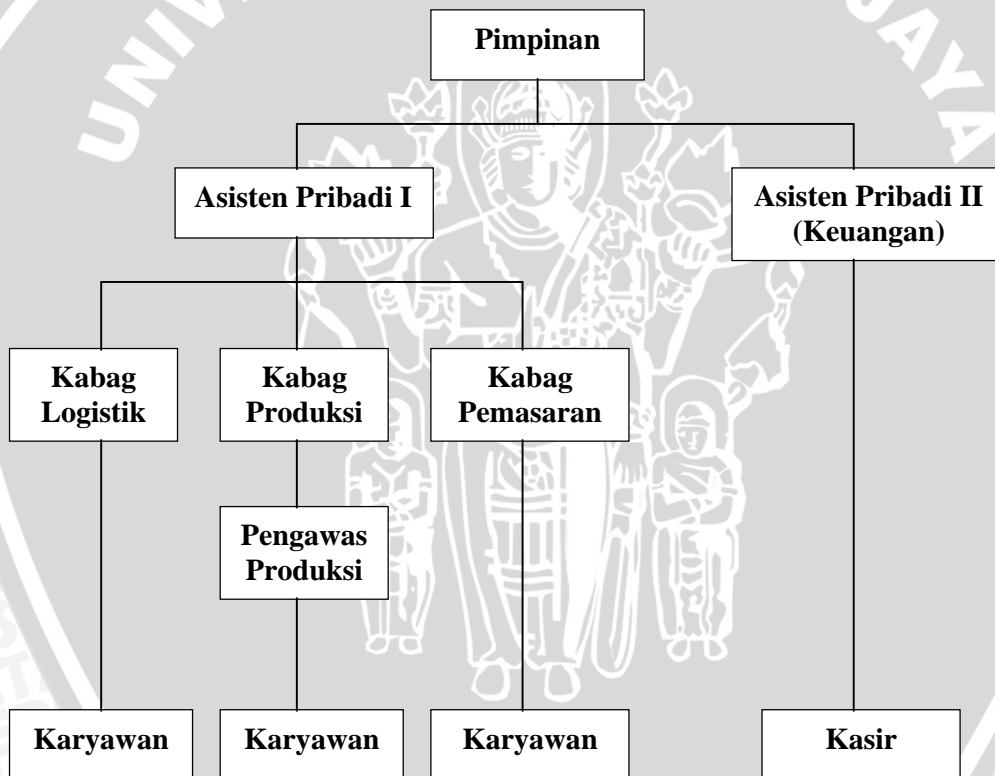 Pimpinan
Asisten Pribadi I
Asisten Pribadi II
(Keuangan)
Kabag
Logistik
Kabag
Produksi
Kabag
Pemasaran
Pengawas
Produksi
Karyawan
Karyawan
Karyawan
Kasir